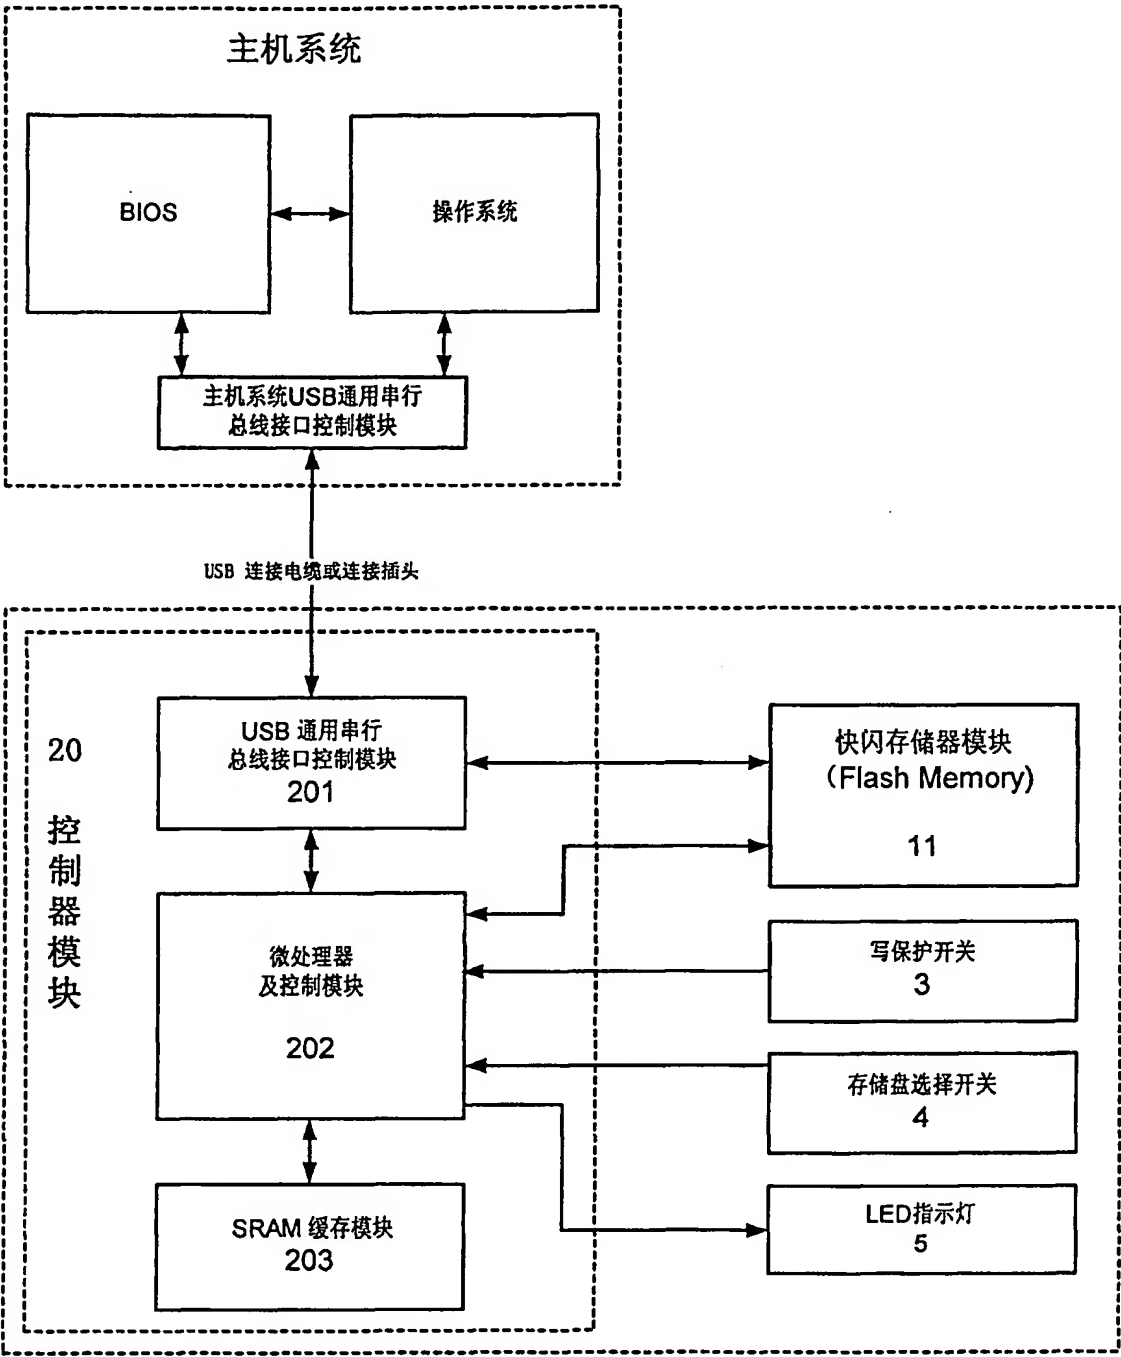 主机系统
BIOS
操作系统
主机系统USB通用串行
总线接口控制模块
USB 连接电缆或连接插头
20
控制器模块
USB 通用串行
总线接口控制模块
201
快闪存储器模块
（Flash Memory)
11
微处理器
及控制模块
202
写保护开关
3
存储盘选择开关
4
SRAM 缓存模块
203
LED指示灯
5